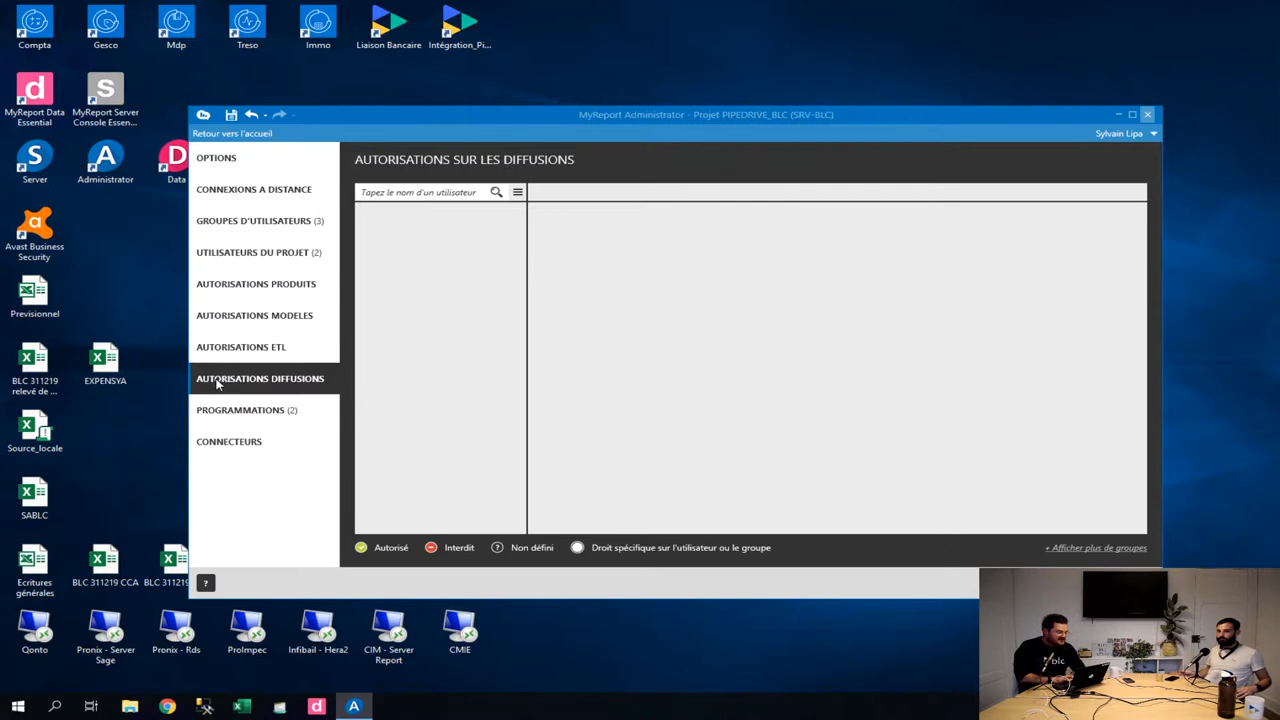 Compta
Gesco
Mdp
Treso
Immo
Liaison Bancaire
Intégration_Pi...
MyReport Data
Essential
MyReport Server
Console Essen...
Server
Administrator
Data
Avast Business
Security
Previsionnel
BLC 311219
relevé de ...
EXPENSYA
Source_locale
SABLC
Ecritures
générales
BLC 311219 CCA
BLC 311219
Qonto
Pronix - Server
Sage
Pronix - Rds
ProImpec
Infibail - Hera2
CIM - Server
Report
CMIE
MyReport Administrator - Projet PIPEDRIVE_BLC (SRV-BLC)
Retour vers l'accueil
Sylvain Lipa
OPTIONS
CONNEXIONS A DISTANCE
GROUPES D'UTILISATEURS (3)
UTILISATEURS DU PROJET (2)
AUTORISATIONS PRODUITS
AUTORISATIONS MODELES
AUTORISATIONS ETL
AUTORISATIONS DIFFUSIONS
PROGRAMMATIONS (2)
CONNECTEURS
AUTORISATIONS SUR LES DIFFUSIONS
Tapez le nom d'un utilisateur
Autorisé
Interdit
Non défini
Droit spécifique sur l'utilisateur ou le groupe
+ Afficher plus de groupes
?
blc